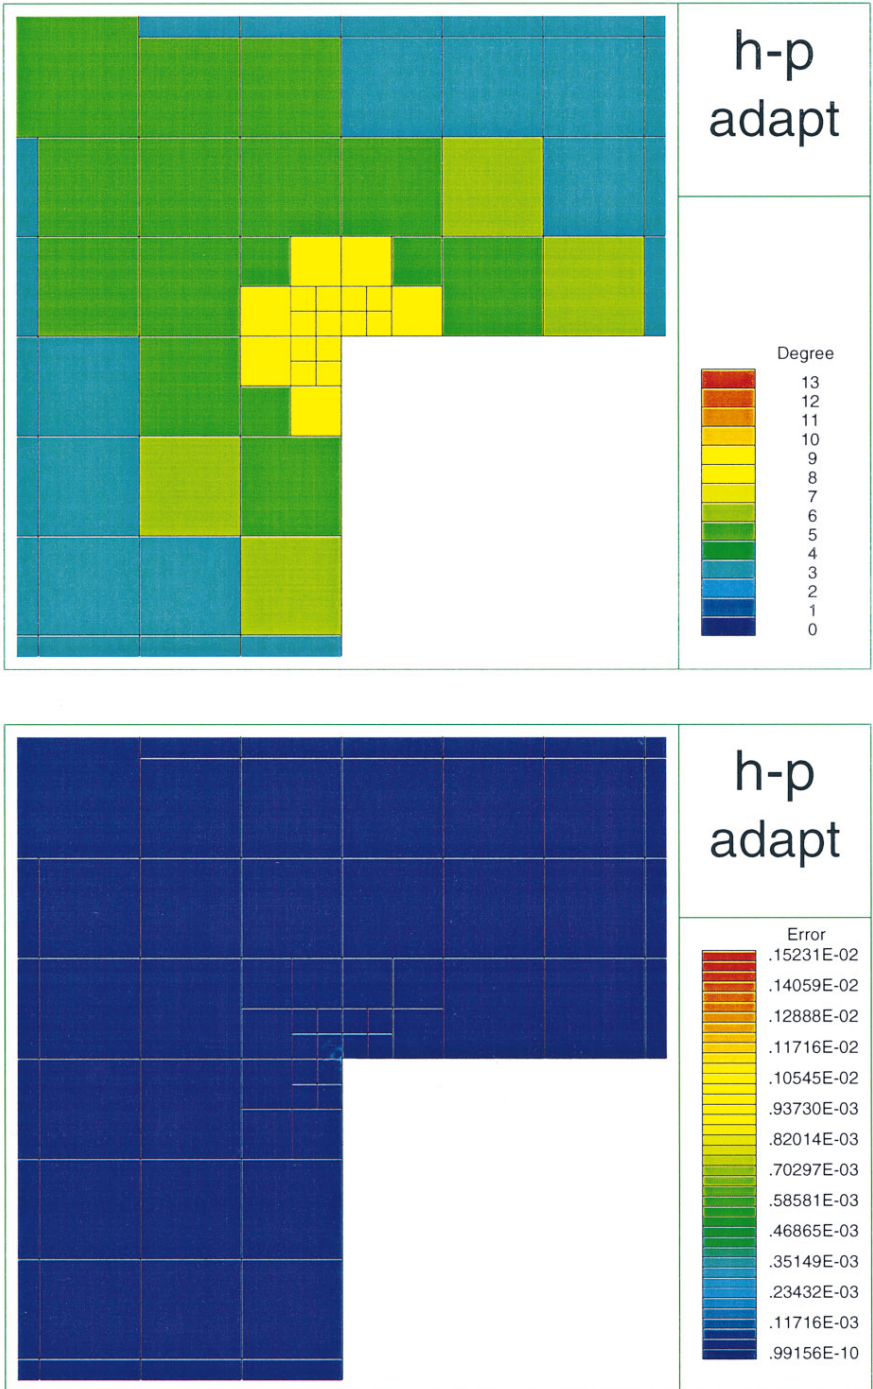 h-p
adapt
Degree
13
12
11
10
9
8
7
6
5
4
3
2
1
0
h-p
adapt
Error
.15231E-02
.14059E-02
.12888E-02
.11716E-02
.10545E-02
.93730E-03
.82014E-03
.70297E-03
.58581E-03
.46865E-03
.35149E-03
.23432E-03
.11716E-03
.99156E-10